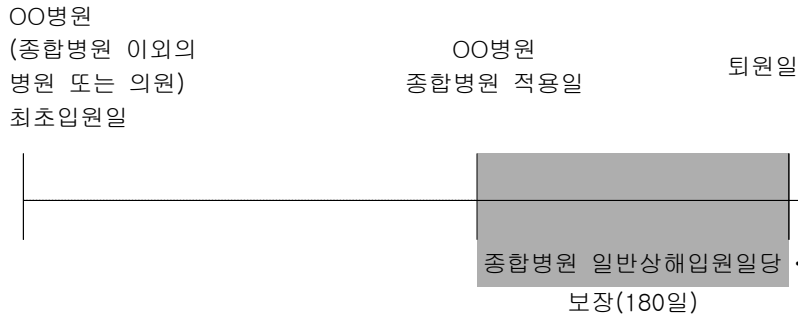 OO병원
(종합병원 이외의
병원 또는 의원)
최초입원일
OO병원
종합병원 적용일
퇴원일
종합병원 일반상해입원일당
보장(180일)